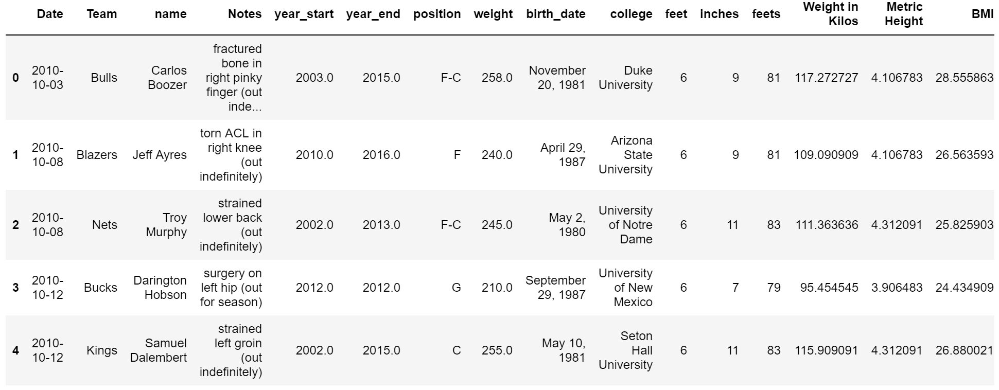 Date Team name Notes year_start year_end position weight birth_date college feet inches feets Weight in Kilos Metric Height BMI
0 2010-10-03 Bulls Carlos Boozer fractured bone in right pinky finger (out inde... 2003.0 2015.0 F-C 258.0 November 20, 1981 Duke University 6 9 81 117.272727 4.106783 28.555863
1 2010-10-08 Blazers Jeff Ayres torn ACL in right knee (out indefinitely) 2010.0 2016.0 F 240.0 April 29, 1987 Arizona State University 6 9 81 109.090909 4.106783 26.563593
2 2010-10-08 Nets Troy Murphy strained lower back (out indefinitely) 2002.0 2013.0 F-C 245.0 May 2, 1980 University of Notre Dame 6 11 83 111.363636 4.312091 25.825903
3 2010-10-12 Bucks Darington Hobson surgery on left hip (out for season) 2012.0 2012.0 G 210.0 September 29, 1987 University of New Mexico 6 7 79 95.454545 3.906483 24.434909
4 2010-10-12 Kings Samuel Dalembert strained left groin (out indefinitely) 2002.0 2015.0 C 255.0 May 10, 1981 Seton Hall University 6 11 83 115.909091 4.312091 26.880021